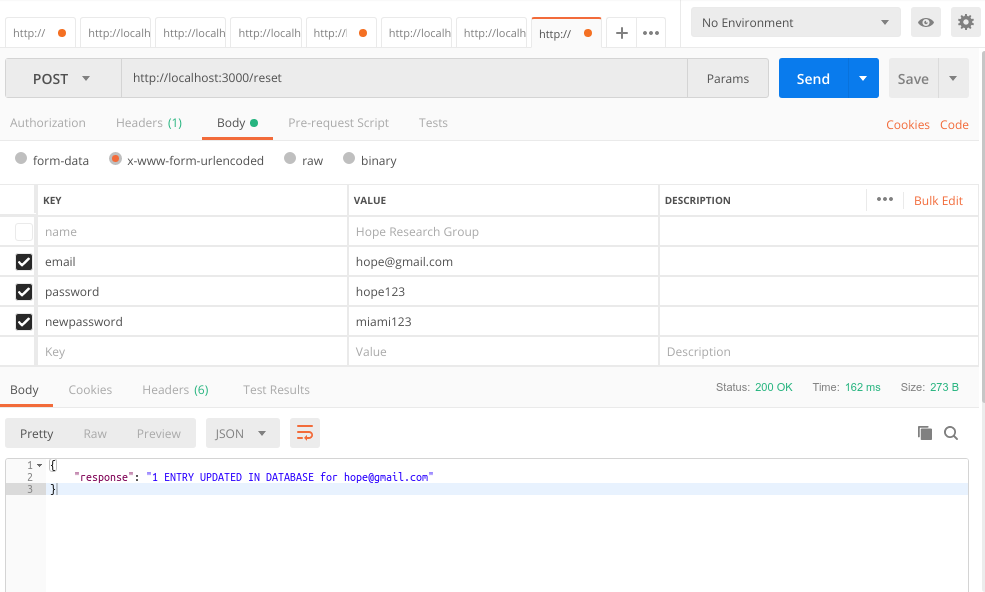 http:// http://localh http://localh http://localh http:// http://localh http://localh http:// + ••• No Environment
POST http://localhost:3000/reset Params Send Save
Authorization Headers (1) Body Pre-request Script Tests Cookies Code
form-data x-www-form-urlencoded raw binary
KEY VALUE DESCRIPTION ••• Bulk Edit
name Hope Research Group
email hope@gmail.com
password hope123
newpassword miami123
Key Value Description
Body Cookies Headers (6) Test Results Status: 200 OK Time: 162 ms Size: 273 B
Pretty Raw Preview JSON
1 {
2 "response": "1 ENTRY UPDATED IN DATABASE for hope@gmail.com"
3 }